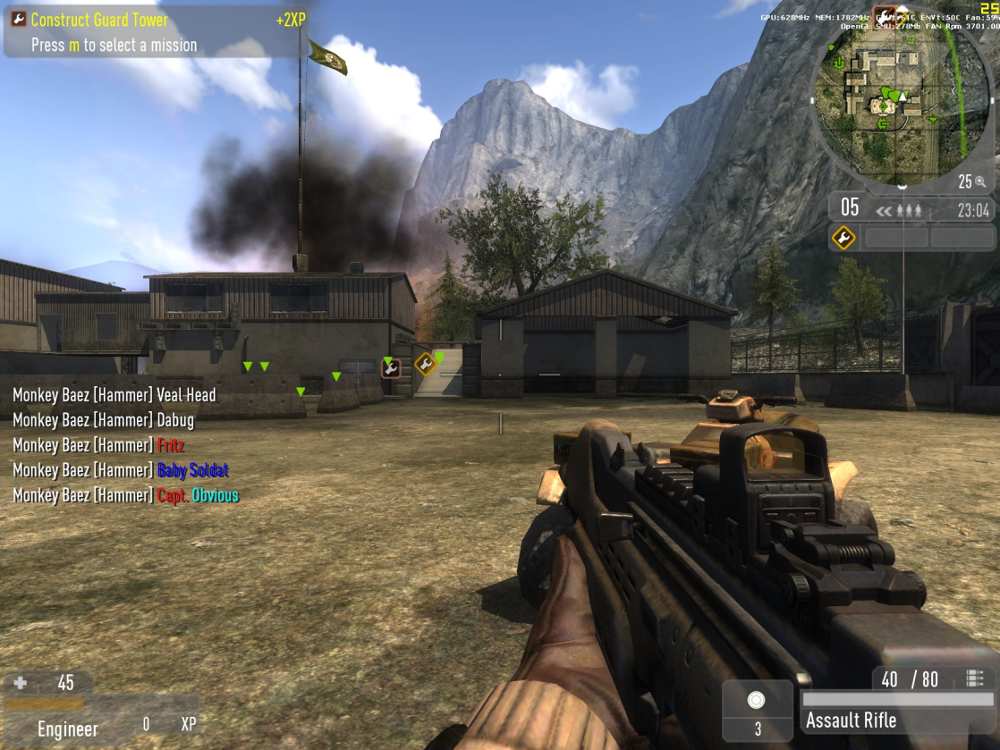 Construct Guard Tower +2XP
Press m to select a mission
25
GPU:628MHz MEM:1782MHz GPUt:61C ENVt:50C Fan:59%
OpenGL SMU:270Mb FAN Rpm 3701.00
25
05 23:04
Monkey Baez [Hammer] Veal Head
Monkey Baez [Hammer] Dabug
Monkey Baez [Hammer] Fritz
Monkey Baez [Hammer] Baby Soldat
Monkey Baez [Hammer] Capt. Obvious
45
Engineer 0 XP
3
40 / 80
Assault Rifle